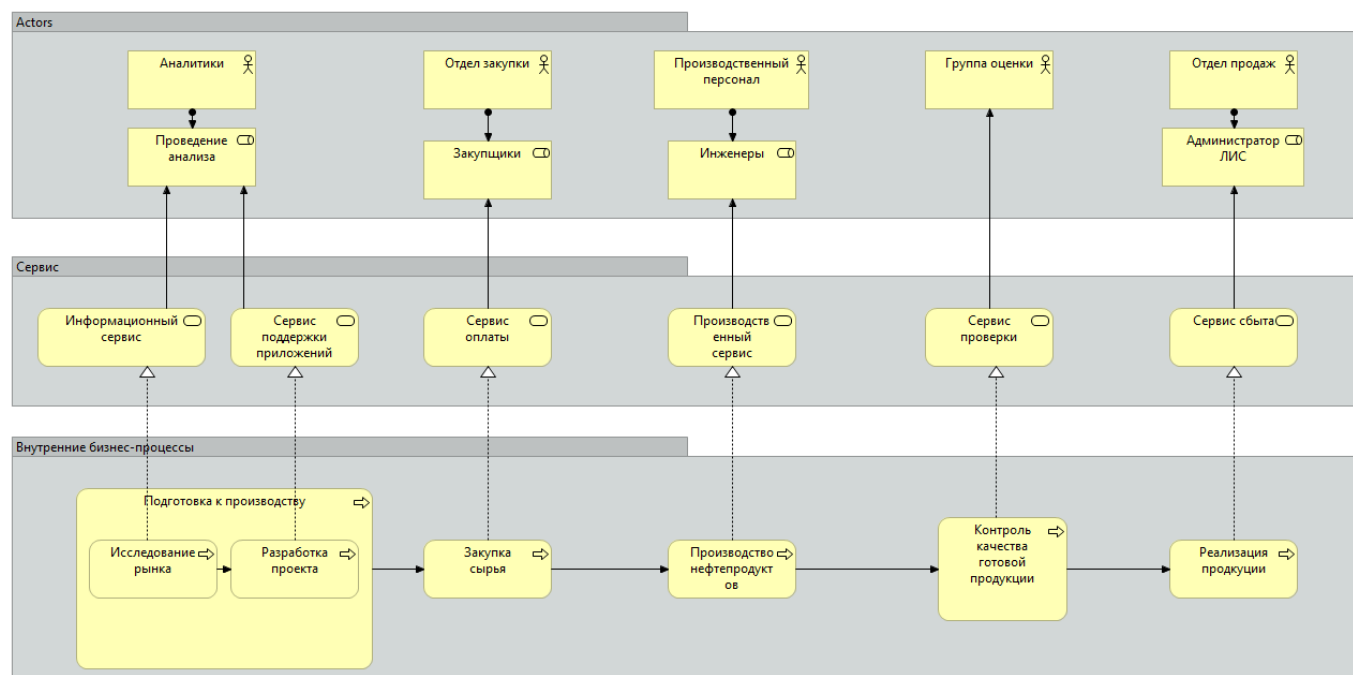 Actors
Аналитики
Отдел закупки
Производственный
персонал
Группа оценки
Отдел продаж
Проведение
анализа
Закупщики
Инженеры
Администратор
ЛИС
Сервис
Информационный
сервис
Сервис
поддержки
приложений
Сервис
оплаты
Производств
енный
сервис
Сервис
проверки
Сервис сбыта
Внутренние бизнес-процессы
Подготовка к производству
Исследование
рынка
Разработка
проекта
Закупка
сырья
Производство
нефтепродукт
ов
Контроль
качества
готовой
продукции
Реализация
продкуции